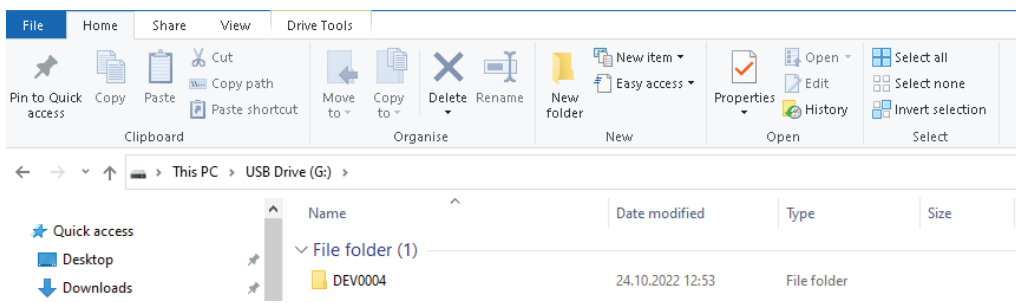 File Home Share View Drive Tools
Pin to Quick access
Copy
Paste
Cut
Copy path
Paste shortcut
Clipboard
Move to
Copy to
Delete
Rename
Organise
New folder
New item
Easy access
New
Properties
Open
Edit
History
Open
Select all
Select none
Invert selection
Select
This PC > USB Drive (G:) >
Quick access
Desktop
Downloads
Name Date modified Type Size
File folder (1)
DEV0004 24.10.2022 12:53 File folder